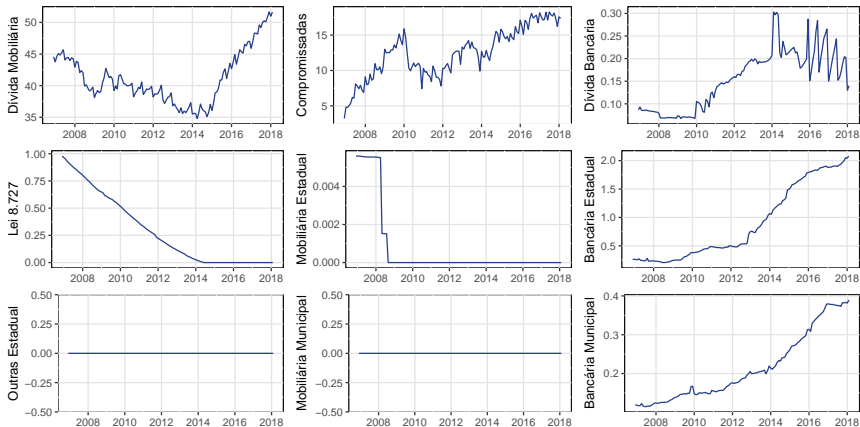 Dívida Mobiliária
50
45
40
35
2008 2010 2012 2014 2016 2018
Compromissadas
15
10
5
2008 2010 2012 2014 2016 2018
Dívida Bancária
0.30
0.25
0.20
0.15
0.10
2008 2010 2012 2014 2016 2018
Lei 8.727
1.00
0.75
0.50
0.25
0.00
2008 2010 2012 2014 2016 2018
Mobiliária Estadual
0.004
0.002
0.000
2008 2010 2012 2014 2016 2018
Bancária Estadual
2.0
1.5
1.0
0.5
2008 2010 2012 2014 2016 2018
Outras Estadual
0.50
0.25
0.00
−0.25
−0.50
2008 2010 2012 2014 2016 2018
Mobiliária Municipal
0.50
0.25
0.00
−0.25
−0.50
2008 2010 2012 2014 2016 2018
Bancária Municipal
0.4
0.3
0.2
2008 2010 2012 2014 2016 2018